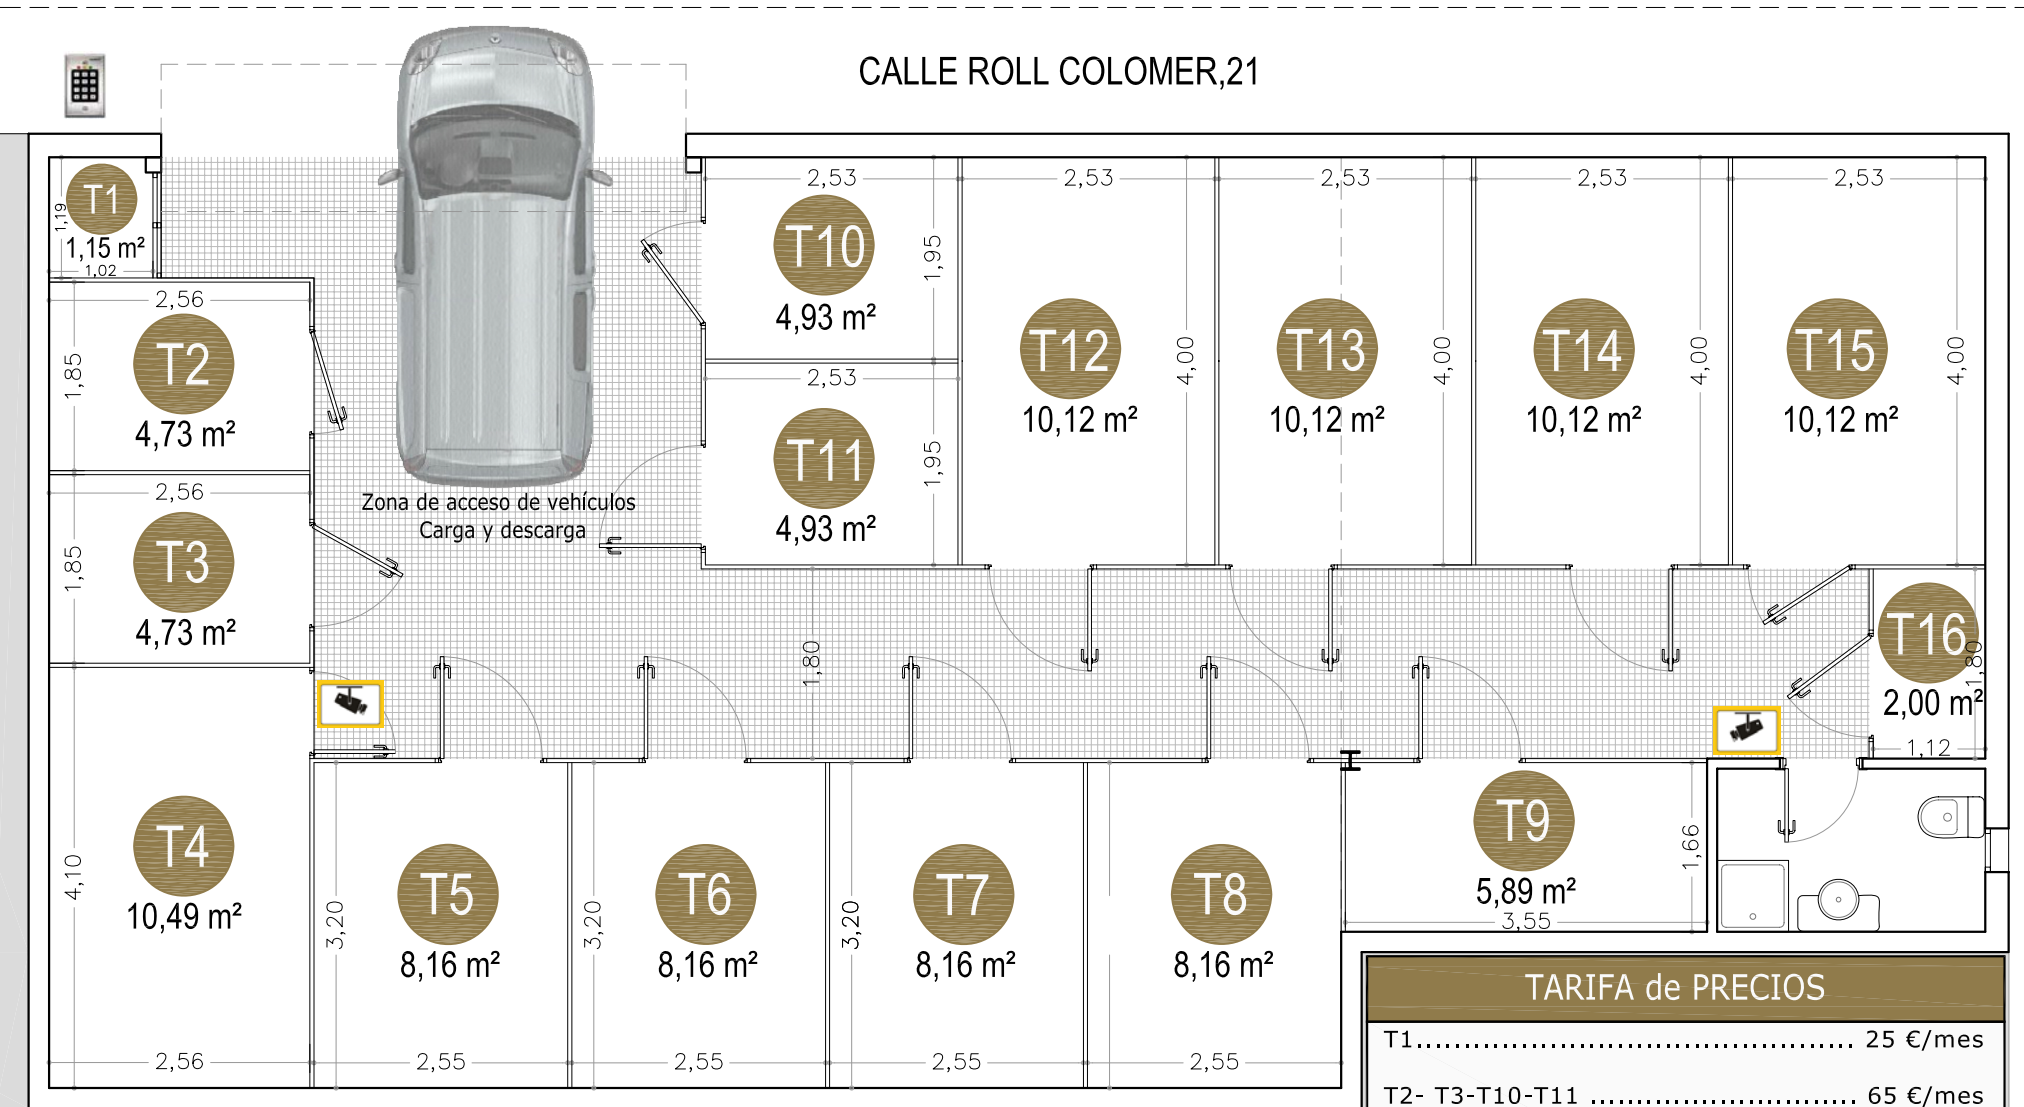 CALLE ROLL COLOMER,21
T1
1,19
1,15 m²
1,02
2,56
T2
1,85
4,73 m²
2,56
T3
1,85
4,73 m²
T4
4,10
10,49 m²
2,56
Zona de acceso de vehículos
Carga y descarga
2,53
T10
1,95
4,93 m²
2,53
T11
1,95
4,93 m²
2,53
T12
4,00
10,12 m²
2,53
T13
4,00
10,12 m²
2,53
T14
4,00
10,12 m²
2,53
T15
4,00
10,12 m²
1,80
T16
1,80
2,00 m²
1,12
T5
3,20
8,16 m²
2,55
T6
3,20
8,16 m²
2,55
T7
3,20
8,16 m²
2,55
T8
8,16 m²
2,55
T9
1,66
5,89 m²
3,55
TARIFA de PRECIOS
T1.......................................... 25 €/mes
T2- T3-T10-T11 .......................... 65 €/mes